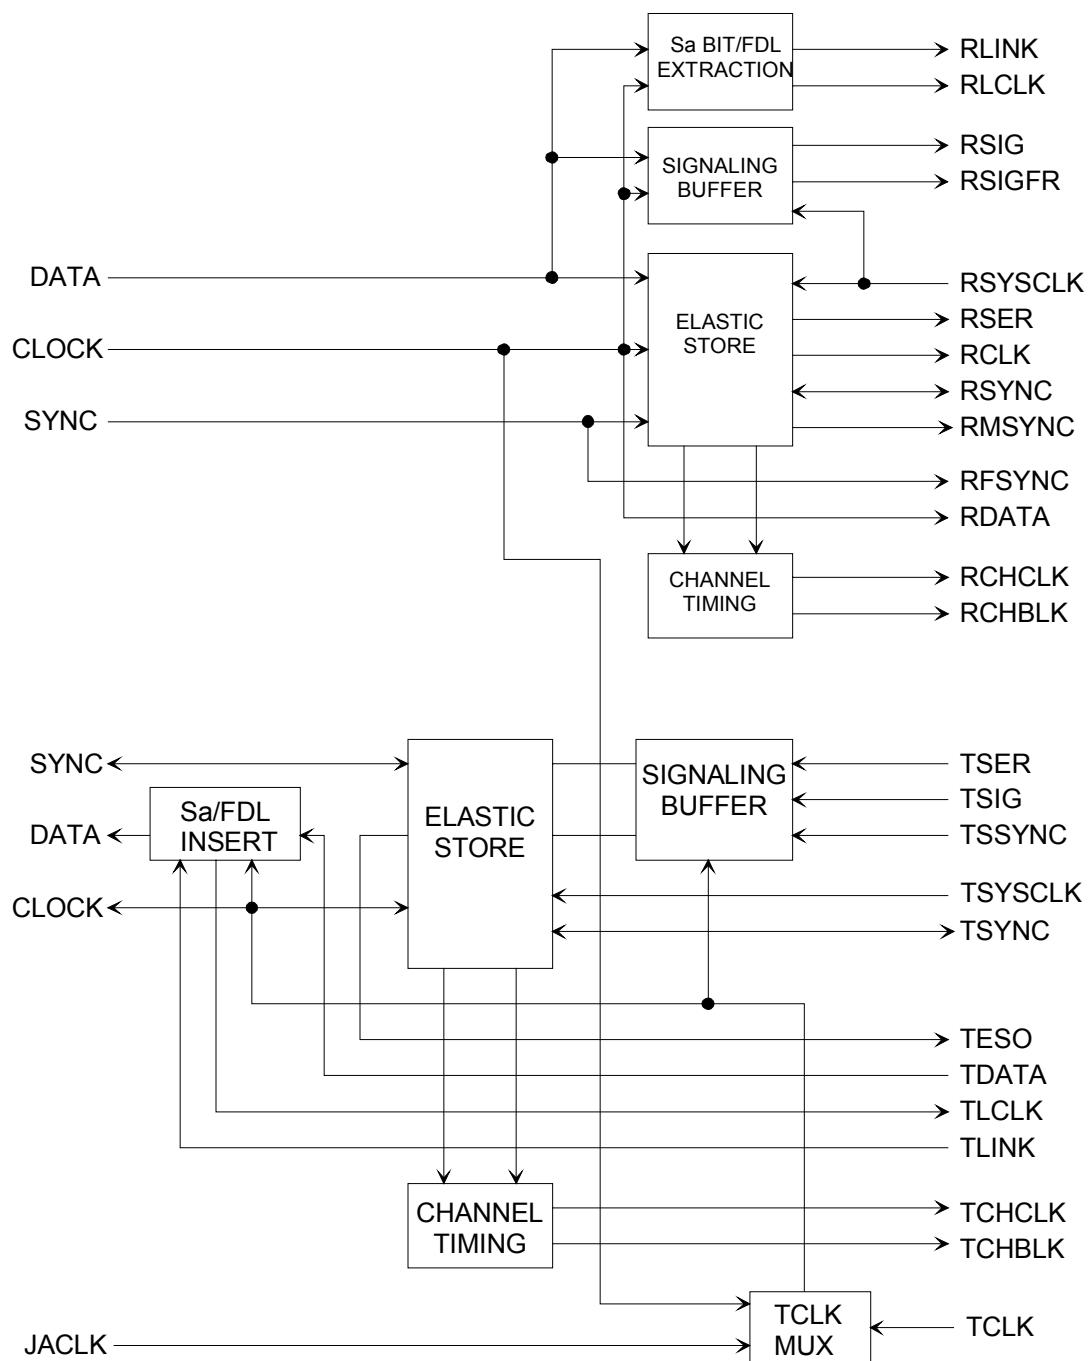 Sa BIT/FDL
EXTRACTION
RLINK
RLCLK
SIGNALING
BUFFER
RSIG
RSIGFR
DATA
CLOCK
SYNC
ELASTIC
STORE
RSYSCLK
RSER
RCLK
RSYNC
RMSYNC
RFSYNC
RDATA
CHANNEL
TIMING
RCHCLK
RCHBLK
SYNC
DATA
CLOCK
Sa/FDL
INSERT
ELASTIC
STORE
SIGNALING
BUFFER
TSER
TSIG
TSSYNC
TSYSCLK
TSYNC
TESO
TDATA
TLCLK
TLINK
CHANNEL
TIMING
TCHCLK
TCHBLK
JACLK
TCLK
MUX
TCLK